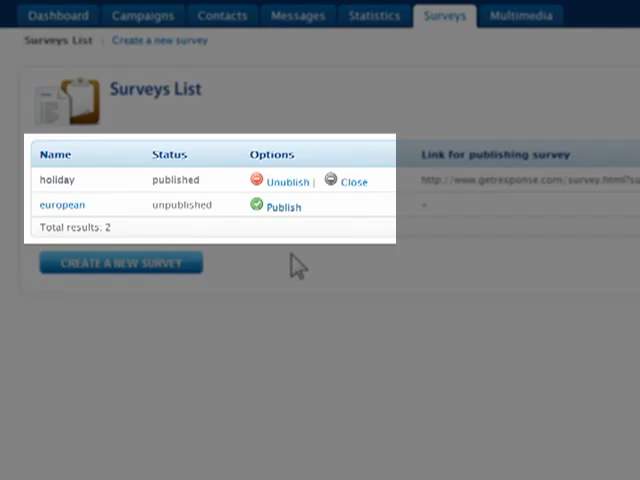 Dashboard Campaigns Contacts Messages Statistics Surveys Multimedia
Surveys List | Create a new survey
Surveys List
Name Status Options Link for publishing survey
holiday published Unublish | Close http://www.getresponse.com/survey.html?su
european unpublished Publish -
Total results: 2
CREATE A NEW SURVEY